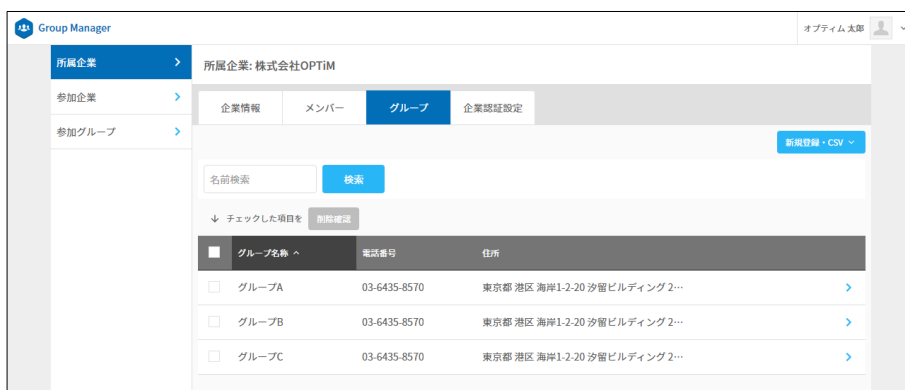 Group Manager
オプティム 太郎
所属企業
参加企業
参加グループ
所属企業: 株式会社OPTiM
企業情報 メンバー グループ 企業認証設定
新規登録・CSV
名前検索 検索
チェックした項目を 削除確認
グループ名称 電話番号 住所
グループA 03-6435-8570 東京都 港区 海岸1-2-20 汐留ビルディング 2…
グループB 03-6435-8570 東京都 港区 海岸1-2-20 汐留ビルディング 2…
グループC 03-6435-8570 東京都 港区 海岸1-2-20 汐留ビルディング 2…